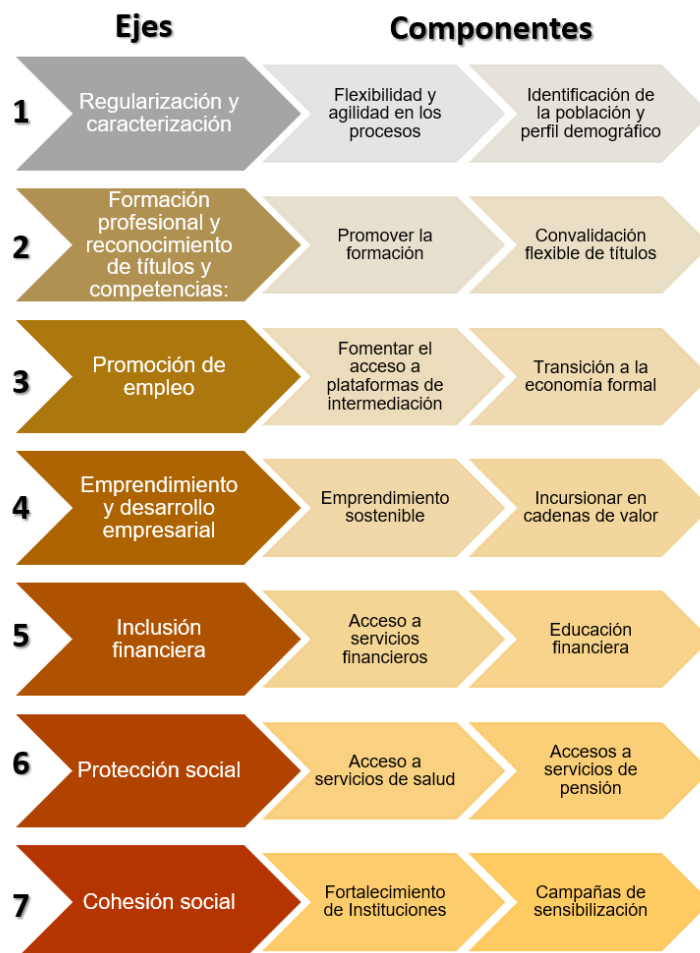 Ejes
Componentes
1
Regularización y
caracterización
Flexibilidad y
agilidad en los
procesos
Identificación de
la población y
perfil demográfico
2
Formación
profesional y
reconocimiento
de títulos y
competencias:
Promover la
formación
Convalidación
flexible de títulos
3
Promoción de
empleo
Fomentar el
acceso a
plataformas de
intermediación
Transición a la
economía formal
4
Emprendimiento
y desarrollo
empresarial
Emprendimiento
sostenible
Incursionar en
cadenas de valor
5
Inclusión
financiera
Acceso a
servicios
financieros
Educación
financiera
6
Protección social
Acceso a
servicios de salud
Accesos a
servicios de
pensión
7
Cohesión social
Fortalecimiento
de Instituciones
Campañas de
sensibilización